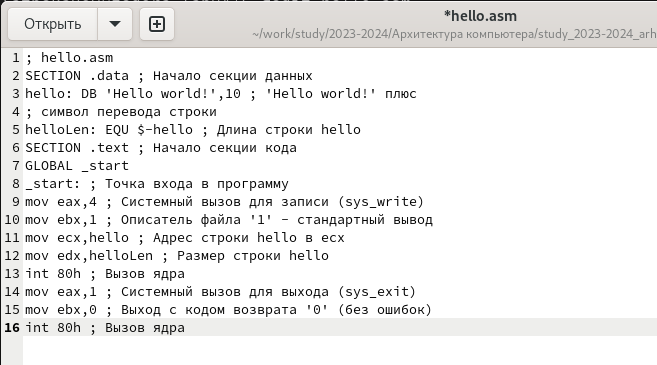 Открыть
*hello.asm
~/work/study/2023-2024/Архитектура компьютера/study_2023-2024_arh
1 ; hello.asm
2 SECTION .data ; Начало секции данных
3 hello: DB 'Hello world!',10 ; 'Hello world!' плюс
4 ; символ перевода строки
5 helloLen: EQU $-hello ; Длина строки hello
6 SECTION .text ; Начало секции кода
7 GLOBAL _start
8 _start: ; Точка входа в программу
9 mov eax,4 ; Системный вызов для записи (sys_write)
10 mov ebx,1 ; Описатель файла '1' - стандартный вывод
11 mov ecx,hello ; Адрес строки hello в ecx
12 mov edx,helloLen ; Размер строки hello
13 int 80h ; Вызов ядра
14 mov eax,1 ; Системный вызов для выхода (sys_exit)
15 mov ebx,0 ; Выход с кодом возврата '0' (без ошибок)
16 int 80h ; Вызов ядра